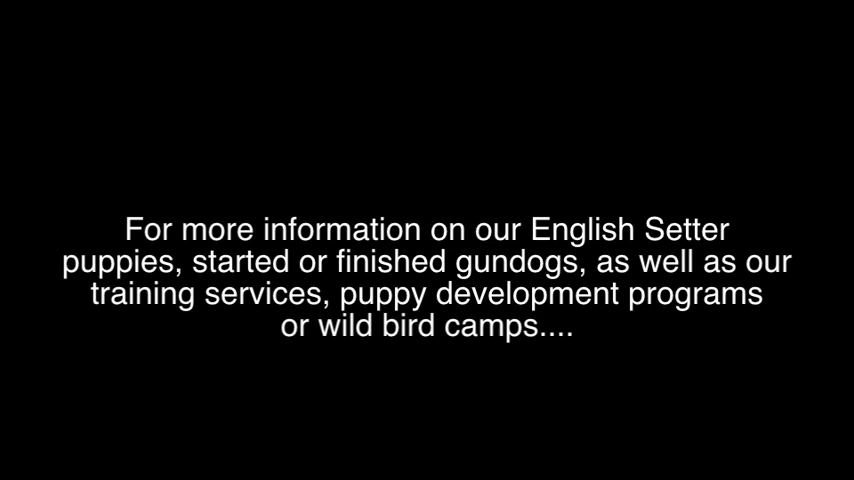 For more information on our English Setter
puppies, started or finished gundogs, as well as our
training services, puppy development programs
or wild bird camps....